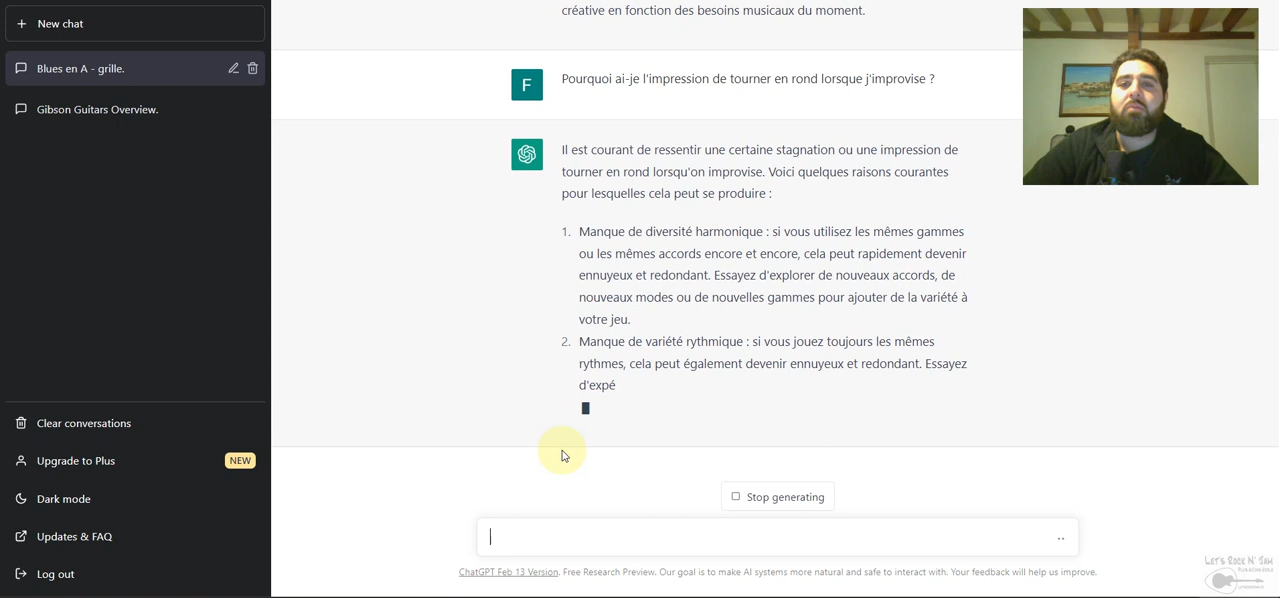 New chat
Blues en A - grille.
Gibson Guitars Overview.
Clear conversations
Upgrade to Plus
NEW
Dark mode
Updates & FAQ
Log out
créative en fonction des besoins musicaux du moment.
F
Pourquoi ai-je l'impression de tourner en rond lorsque j'improvise ?
Il est courant de ressentir une certaine stagnation ou une impression de
tourner en rond lorsqu'on improvise. Voici quelques raisons courantes
pour lesquelles cela peut se produire :
1. Manque de diversité harmonique : si vous utilisez les mêmes gammes
ou les mêmes accords encore et encore, cela peut rapidement devenir
ennuyeux et redondant. Essayez d'explorer de nouveaux accords, de
nouveaux modes ou de nouvelles gammes pour ajouter de la variété à
votre jeu.
2. Manque de variété rythmique : si vous jouez toujours les mêmes
rythmes, cela peut également devenir ennuyeux et redondant. Essayez
d'expé
Stop generating
ChatGPT Feb 13 Version. Free Research Preview. Our goal is to make AI systems more natural and safe to interact with. Your feedback will help us improve.
Let's Rock N' Jam